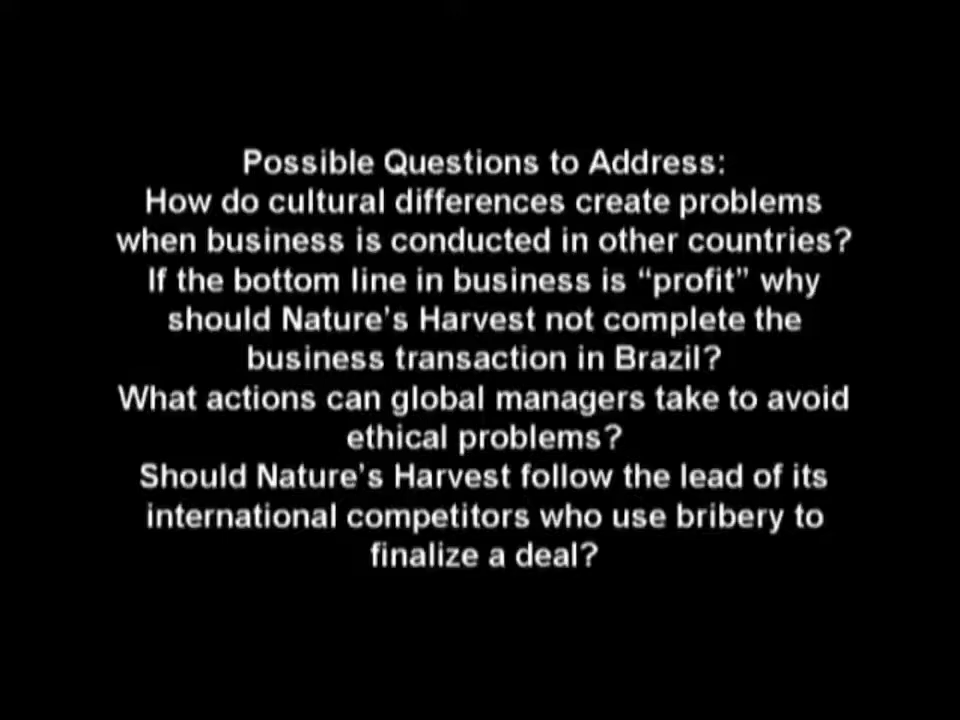 Possible Questions to Address:
How do cultural differences create problems
when business is conducted in other countries?
If the bottom line in business is “profit” why
should Nature’s Harvest not complete the
business transaction in Brazil?
What actions can global managers take to avoid
ethical problems?
Should Nature’s Harvest follow the lead of its
international competitors who use bribery to
finalize a deal?